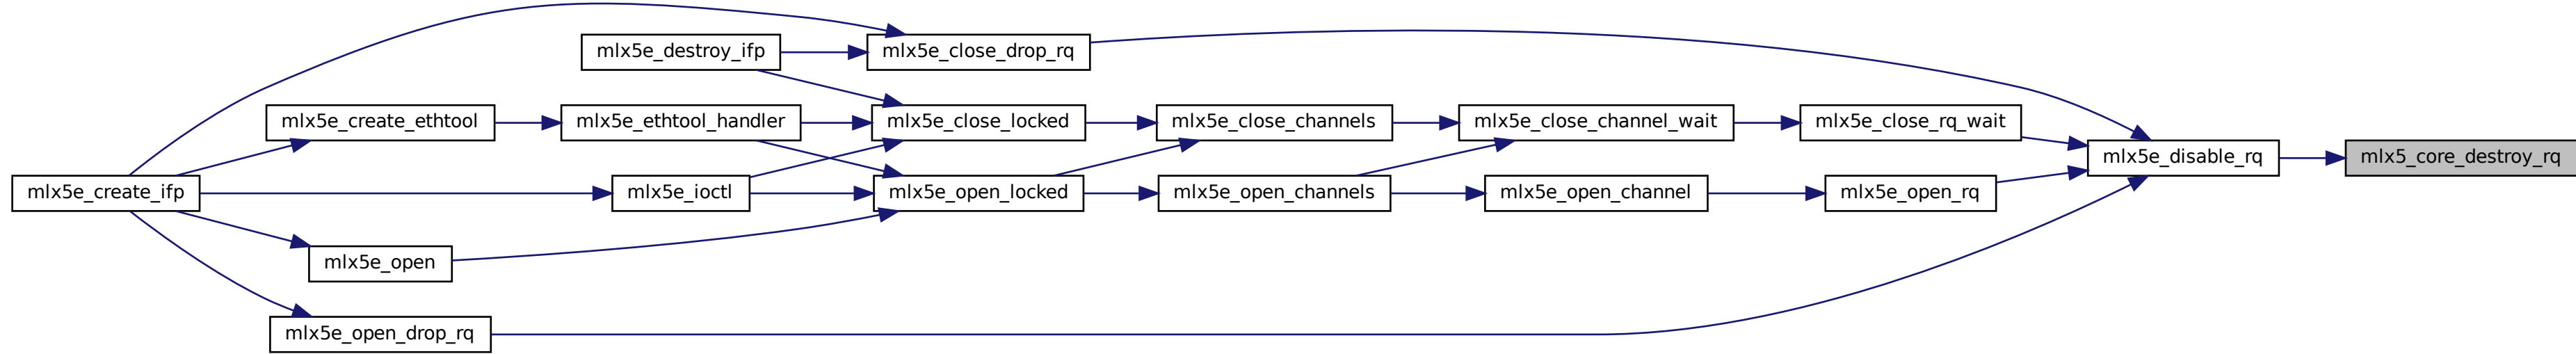 mlx5e_destroy_ifp
mlx5e_close_drop_rq
mlx5e_create_ethtool
mlx5e_ethtool_handler
mlx5e_close_locked
mlx5e_close_channels
mlx5e_close_channel_wait
mlx5e_close_rq_wait
mlx5e_disable_rq
mlx5_core_destroy_rq
mlx5e_create_ifp
mlx5e_ioctl
mlx5e_open_locked
mlx5e_open_channels
mlx5e_open_channel
mlx5e_open_rq
mlx5e_open
mlx5e_open_drop_rq